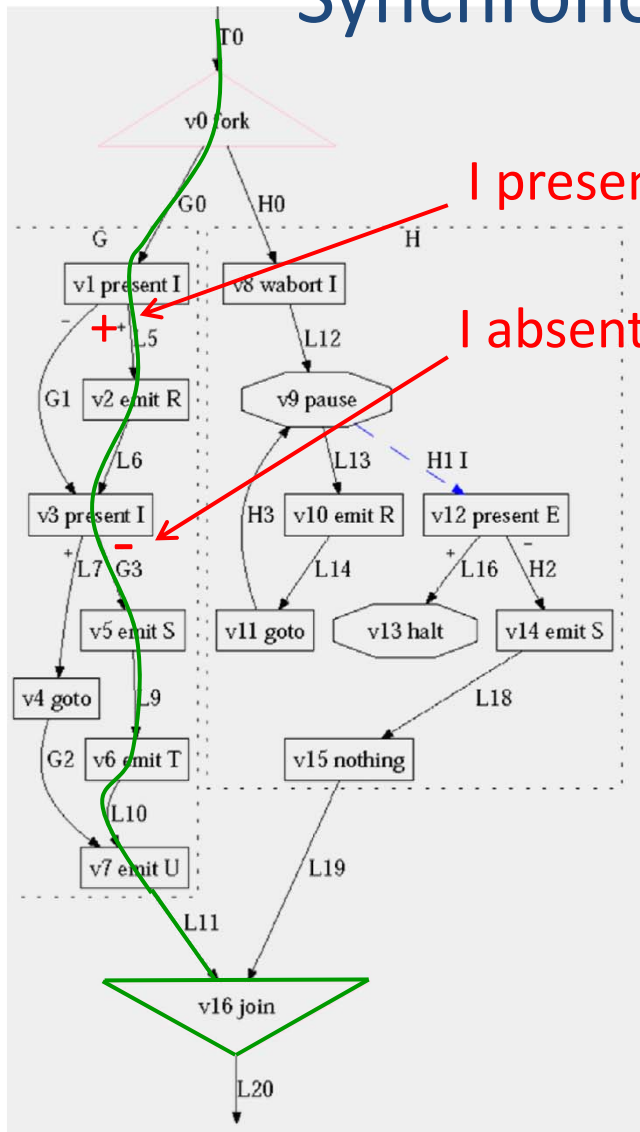 Synchrono
T0
v0 fork
I presen
G0
H0
G
H
v1 present I
v8 wabort I
-
+
+
L5
L12
I absent
G1
v2 emit R
v9 pause
L6
L13
H1 I
v3 present I
H3
v10 emit R
v12 present E
+
L7
-
G3
L14
+
L16
-
H2
v5 emit S
v11 goto
v13 halt
v14 emit S
v4 goto
L9
L18
G2
v6 emit T
v15 nothing
L10
v7 emit U
L19
L11
v16 join
L20